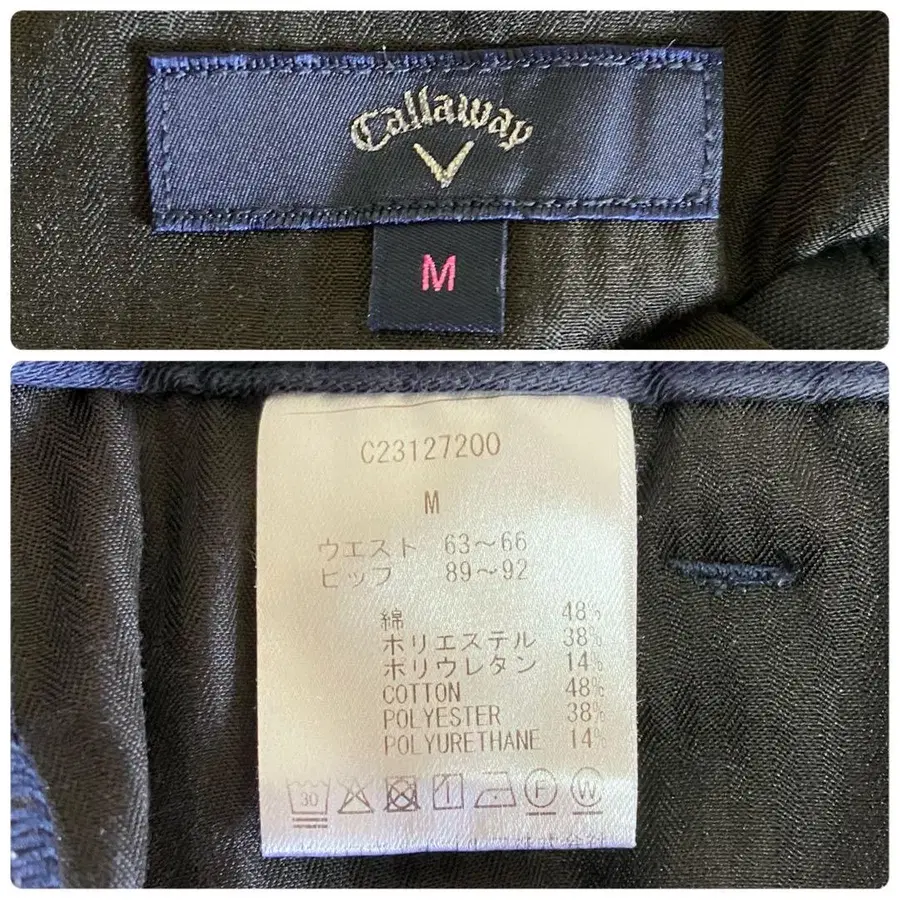 Callaway
M
C23127200
M
ウエスト 63～66
ヒップ 89～92
綿 48%
ポリエステル 38%
ポリウレタン 14%
COTTON 48%
POLYESTER 38%
POLYURETHANE 14%
30 F W